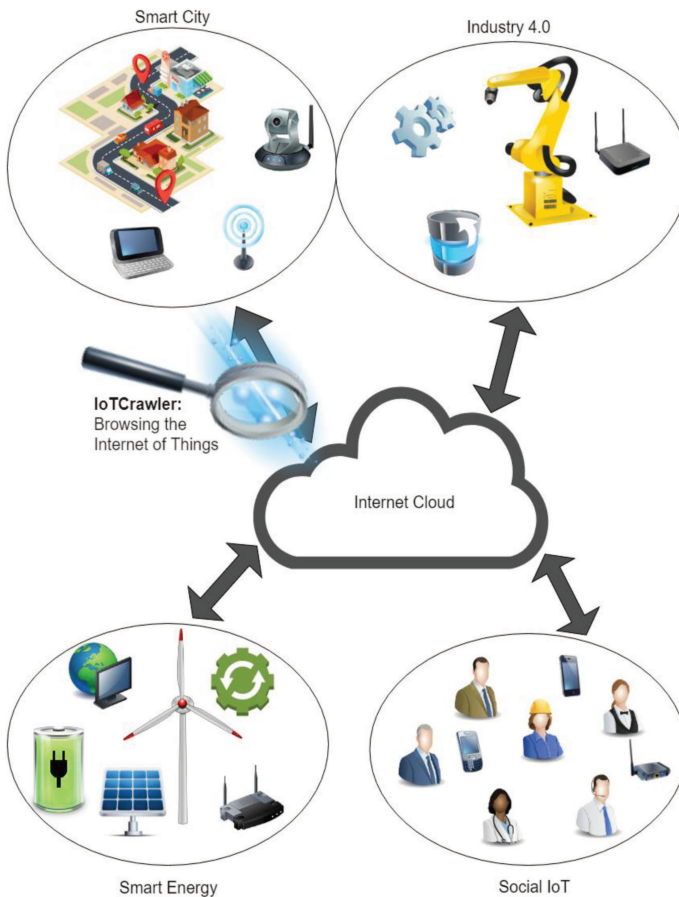 Smart City
Industry 4.0
IoTCrawler:
Browsing the
Internet of Things
Internet Cloud
Smart Energy
Social IoT